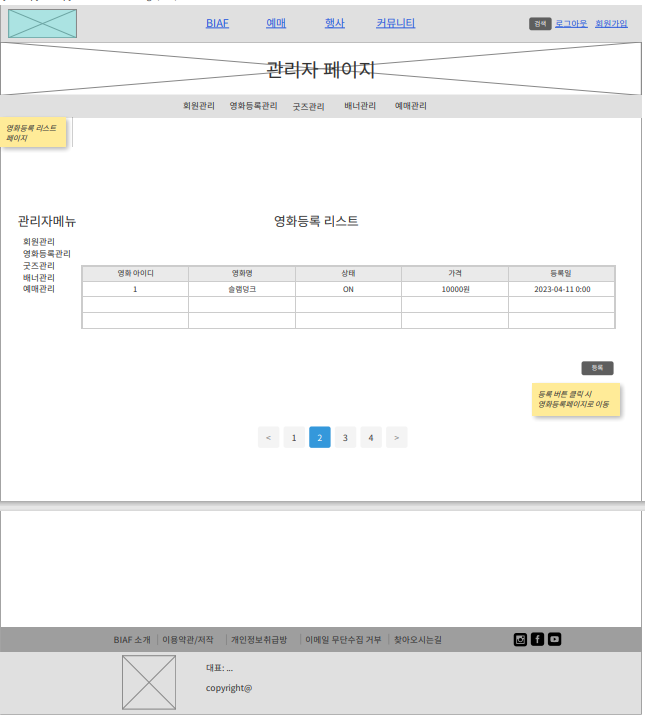 BIAF 예매 행사 커뮤니티 검색 로그아웃 회원가입
관리자 페이지
회원관리 영화등록관리 굿즈관리 배너관리 예매관리
영화등록 리스트
페이지
관리자메뉴
회원관리
영화등록관리
굿즈관리
배너관리
예매관리
영화등록 리스트
영화 아이디 영화명 상태 가격 등록일
1 슬램덩크 ON 10000원 2023-04-11 0:00
등록
등록 버튼 클릭 시
영화등록페이지로 이동
< 1 2 3 4 >
BIAF 소개 이용약관/저작 개인정보취급방 이메일 무단수집 거부 찾아오시는길
대표: ...
copyright@